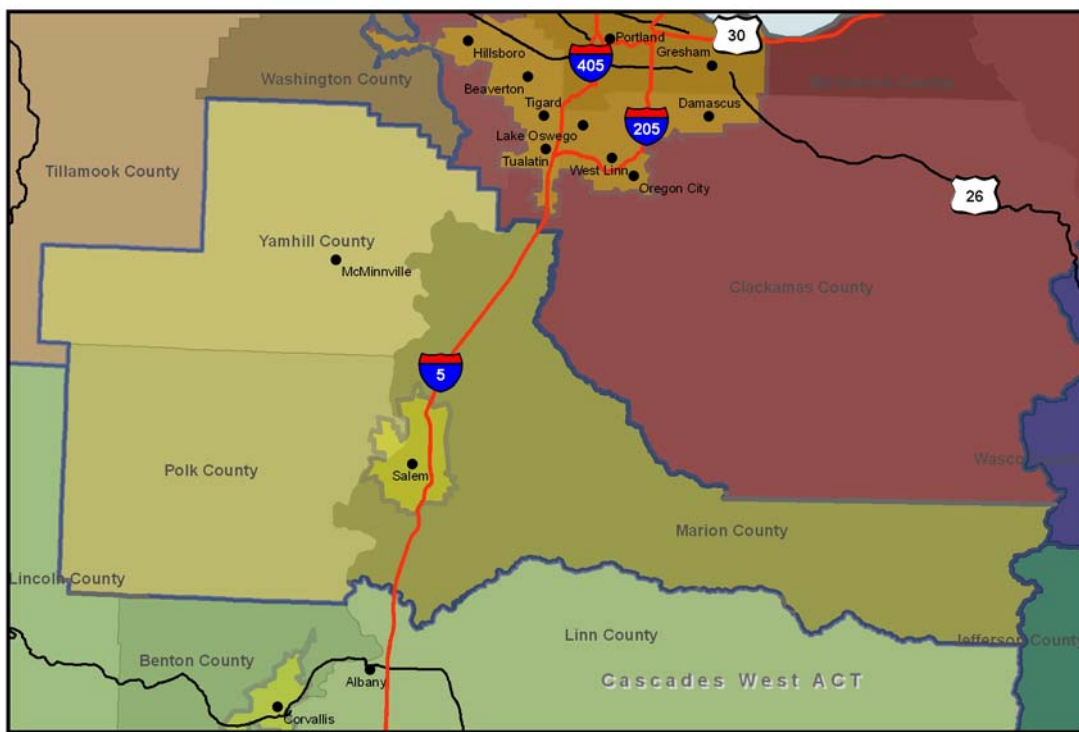 Portland
30
Hillsboro
405
Gresham
Washington County
Beaverton
Tigard
Damascus
Lake Oswego
205
Tualatin
West Linn
Tillamook County
Oregon City
26
Yamhill County
McMinnville
Clackamas County
5
Salem
Polk County
Marion County
Lincoln County
Linn County
Jefferson County
Benton County
Albany
Cascades West ACT
Corvallis